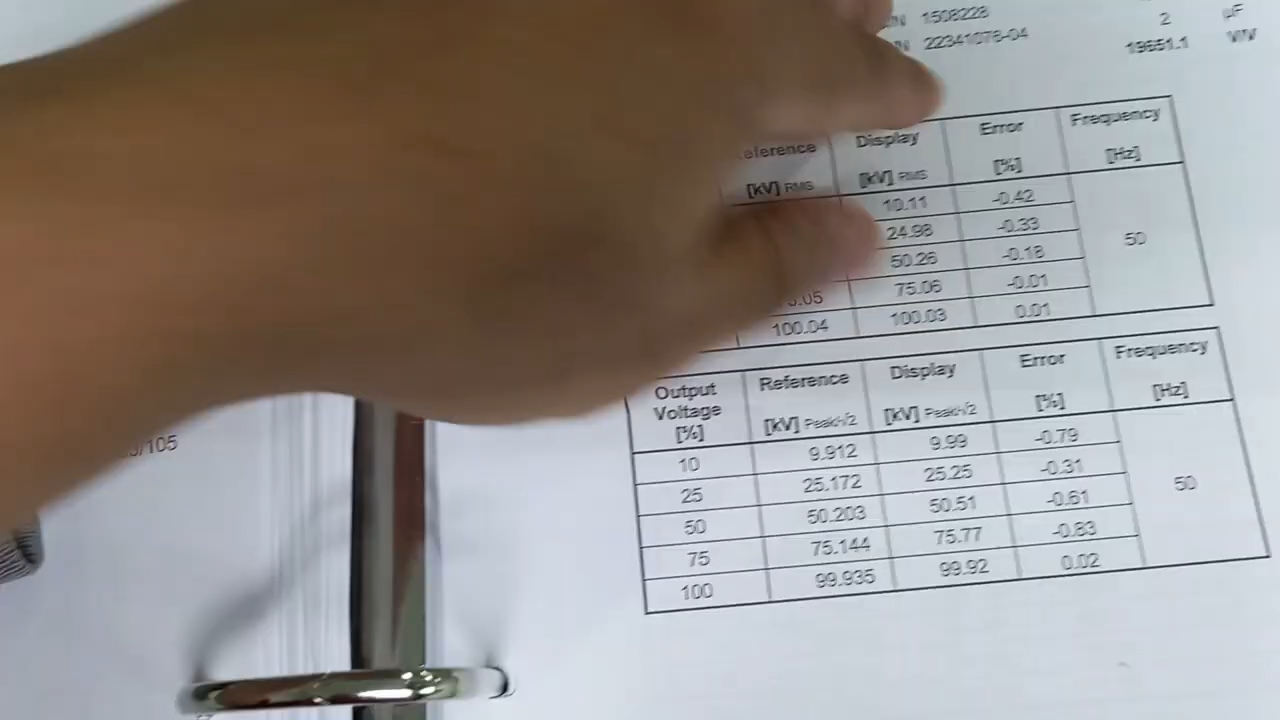 1508228
2 µF
22341078-04
19651.1 V/V
Display Error Frequency
[kV] RMS [kV] RMS [%] [Hz]
10.11 -0.42
24.98 -0.33
50.26 -0.18
75.06 -0.01
100.04 100.03 0.01
50
Output Voltage [%] Reference [kV] Peak/√2 Display [kV] Peak/√2 Error [%] Frequency [Hz]
10 9.912 9.99 -0.79
25 25.172 25.25 -0.31
50 50.203 50.51 -0.61
75 75.144 75.77 -0.83
100 99.935 99.92 0.02
50
/105